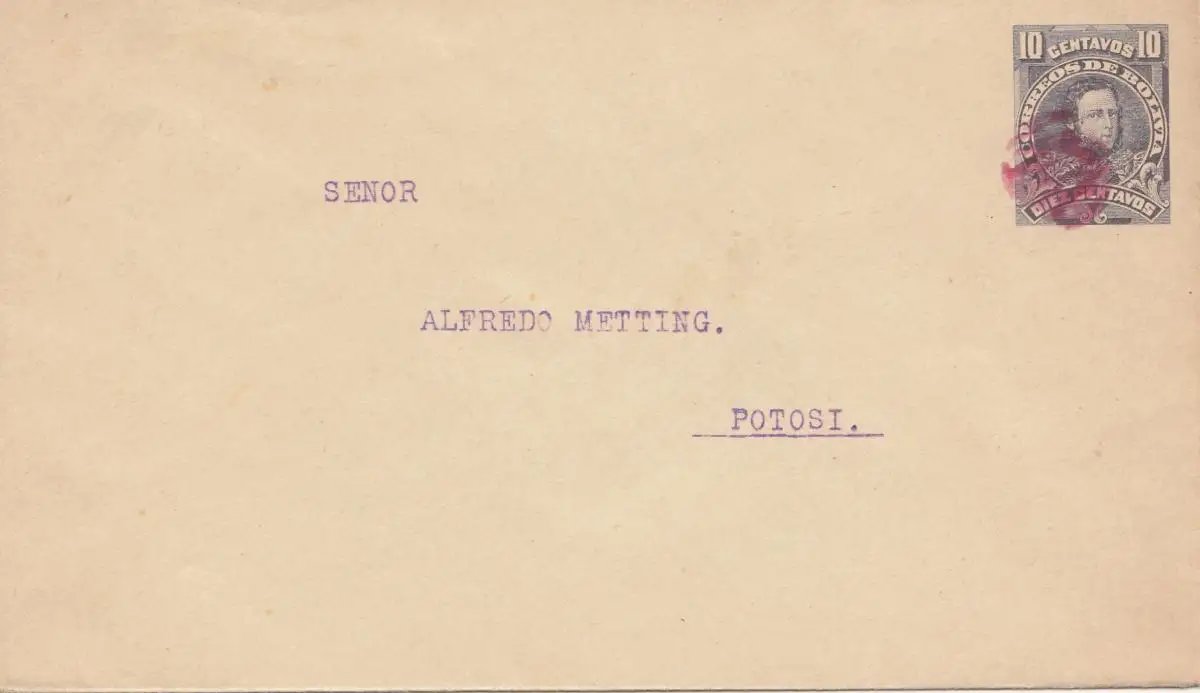 10 CENTAVOS 10
CORREOS DE BOLIVIA
DIEZ CENTAVOS
SENOR
ALFREDO METTING.
POTOSI.